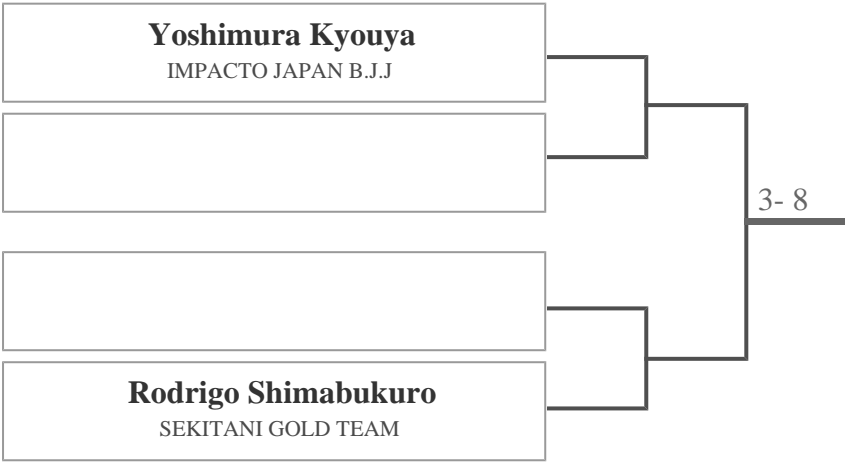 Yoshimura Kyouya
IMPACTO JAPAN B.J.J
3- 8
Rodrigo Shimabukuro
SEKITANI GOLD TEAM